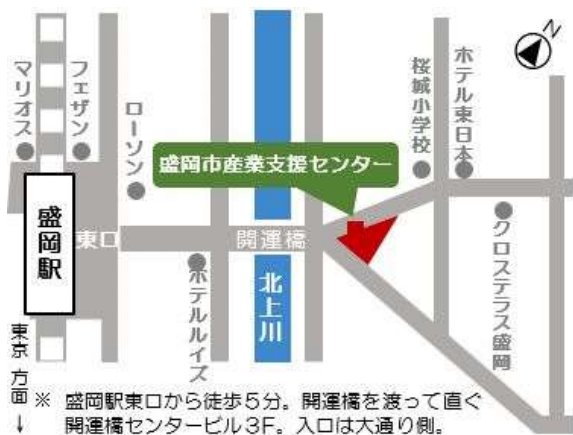 N
マリオス
フェザン
ローソン
桜城小学校
ホテル東日本
盛岡市産業支援センター
盛岡駅
東口
開運橋
ホテルルイズ
北上川
クロステラス盛岡
東京 方面 ↓
※ 盛岡駅東口から徒歩5分。開運橋を渡って直ぐ
開運橋センタービル3F。入口は大通り側。